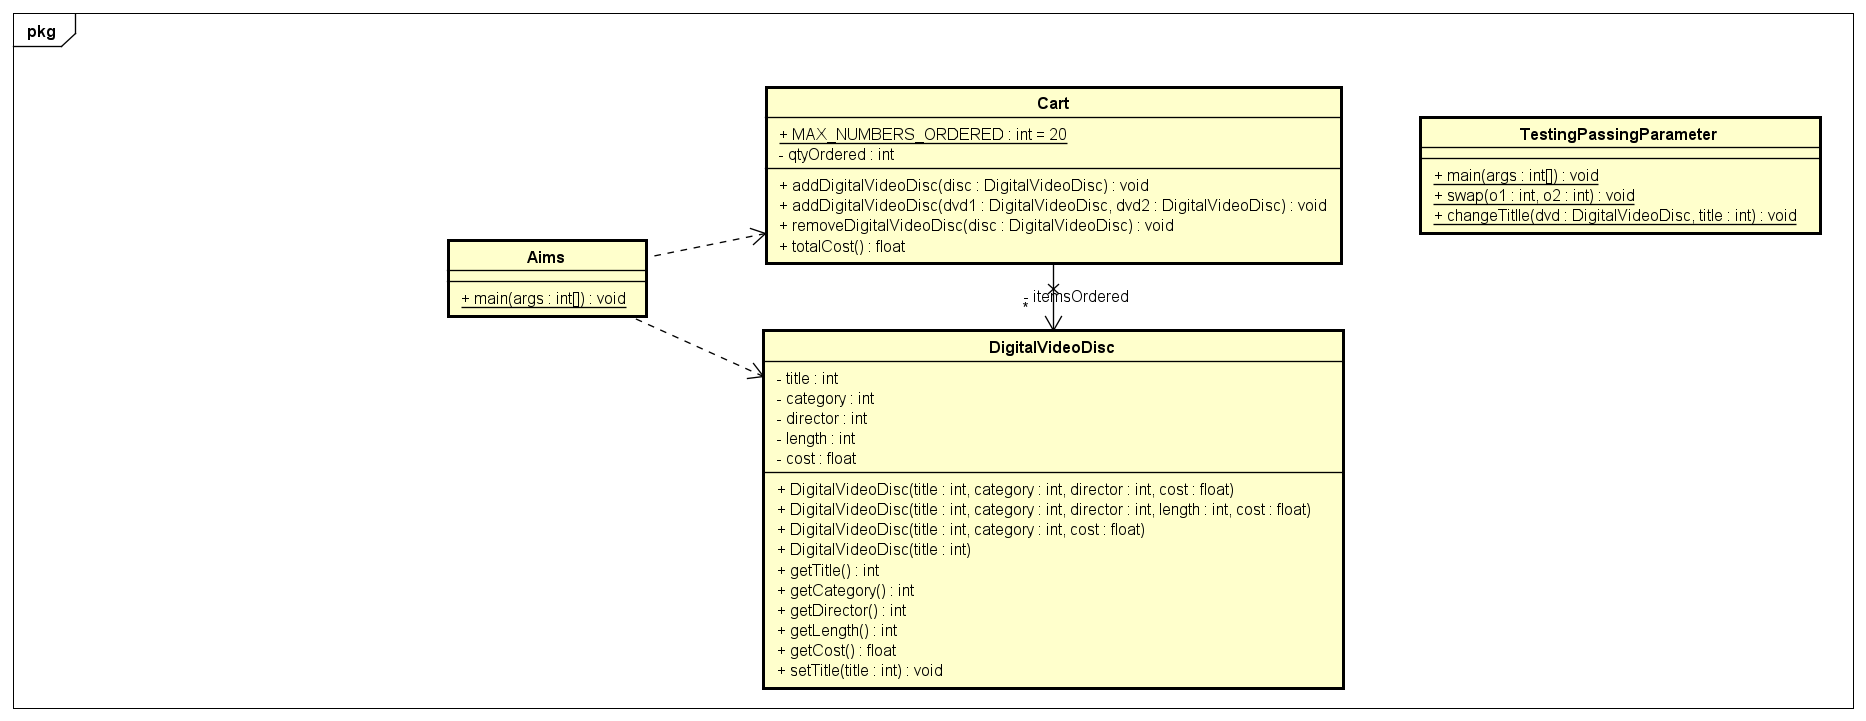 pkg
Cart
+ MAX_NUMBERS_ORDERED : int = 20
- qtyOrdered : int
+ addDigitalVideoDisc(disc : DigitalVideoDisc) : void
+ addDigitalVideoDisc(dvd1 : DigitalVideoDisc, dvd2 : DigitalVideoDisc) : void
+ removeDigitalVideoDisc(disc : DigitalVideoDisc) : void
+ totalCost() : float
TestingPassingParameter
+ main(args : int[]) : void
+ swap(o1 : int, o2 : int) : void
+ changeTitlle(dvd : DigitalVideoDisc, title : int) : void
Aims
+ main(args : int[]) : void
- itemsOrdered
*
DigitalVideoDisc
- title : int
- category : int
- director : int
- length : int
- cost : float
+ DigitalVideoDisc(title : int, category : int, director : int, cost : float)
+ DigitalVideoDisc(title : int, category : int, director : int, length : int, cost : float)
+ DigitalVideoDisc(title : int, category : int, cost : float)
+ DigitalVideoDisc(title : int)
+ getTitle() : int
+ getCategory() : int
+ getDirector() : int
+ getLength() : int
+ getCost() : float
+ setTitle(title : int) : void